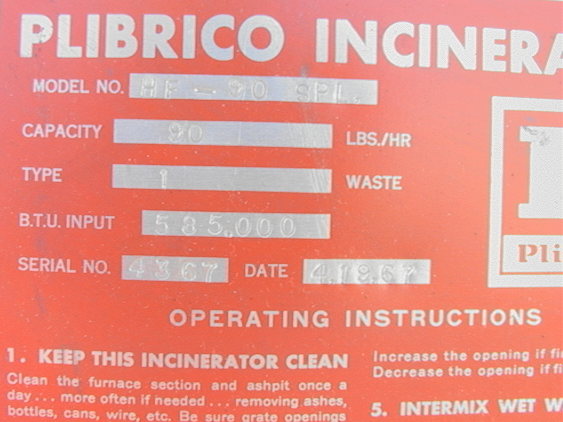 PLIBRICO INCINERA
MODEL NO. HF-90 SPL.
CAPACITY 90 LBS./HR
TYPE 1 WASTE
B.T.U. INPUT 585,000
SERIAL NO. 4367 DATE 4.19.67
Pli
OPERATING INSTRUCTIONS
1. KEEP THIS INCINERATOR CLEAN
Clean the furnace section and ashpit once a
day... more often if needed... removing ashes,
bottles, cans, wire, etc. Be sure grate openings
Increase the opening if fi
Decrease the opening if fi
5. INTERMIX WET W